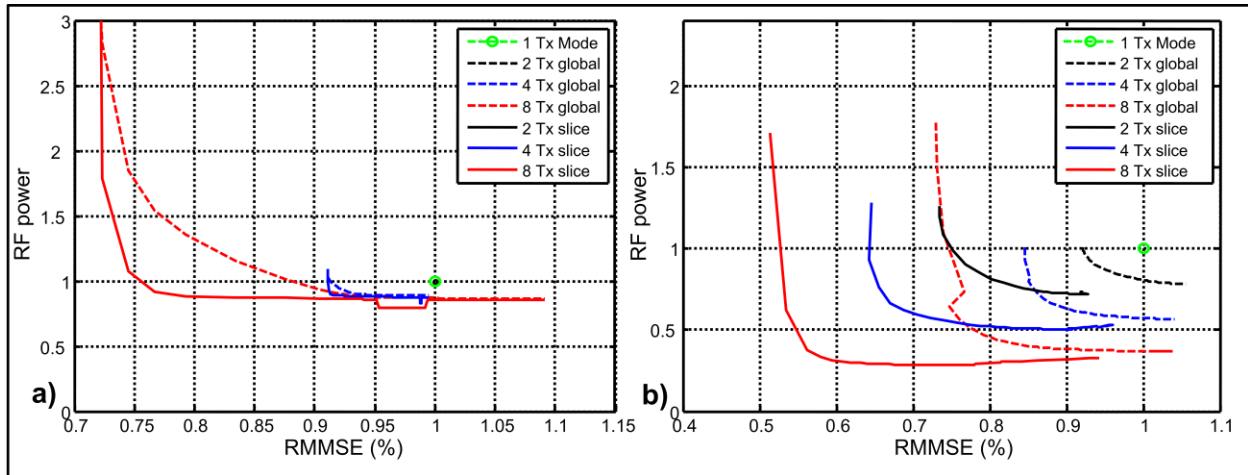 3
2.5
2
1.5
1
0.5
0
RF power
1 Tx Mode
2 Tx global
4 Tx global
8 Tx global
2 Tx slice
4 Tx slice
8 Tx slice
a)
0.7 0.75 0.8 0.85 0.9 0.95 1 1.05 1.1 1.15
RMMSE (%)
2
1.5
1
0.5
0
RF power
1 Tx Mode
2 Tx global
4 Tx global
8 Tx global
2 Tx slice
4 Tx slice
8 Tx slice
b)
0.4 0.5 0.6 0.7 0.8 0.9 1 1.1
RMMSE (%)